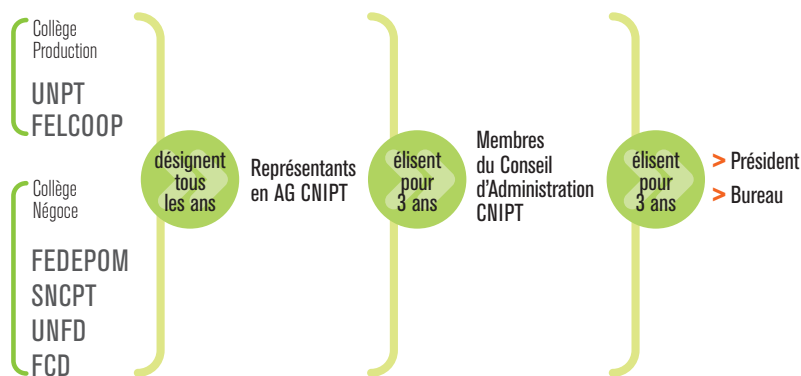 Collège
Production
UNPT
FELCOOP
Collège
Négoce
FEDEPOM
SNCPT
UNFD
FCD
désignent
tous
les ans
Représentants
en AG CNIPT
élisent
pour
3 ans
Membres
du Conseil
d'Administration
CNIPT
élisent
pour
3 ans
> Président
> Bureau